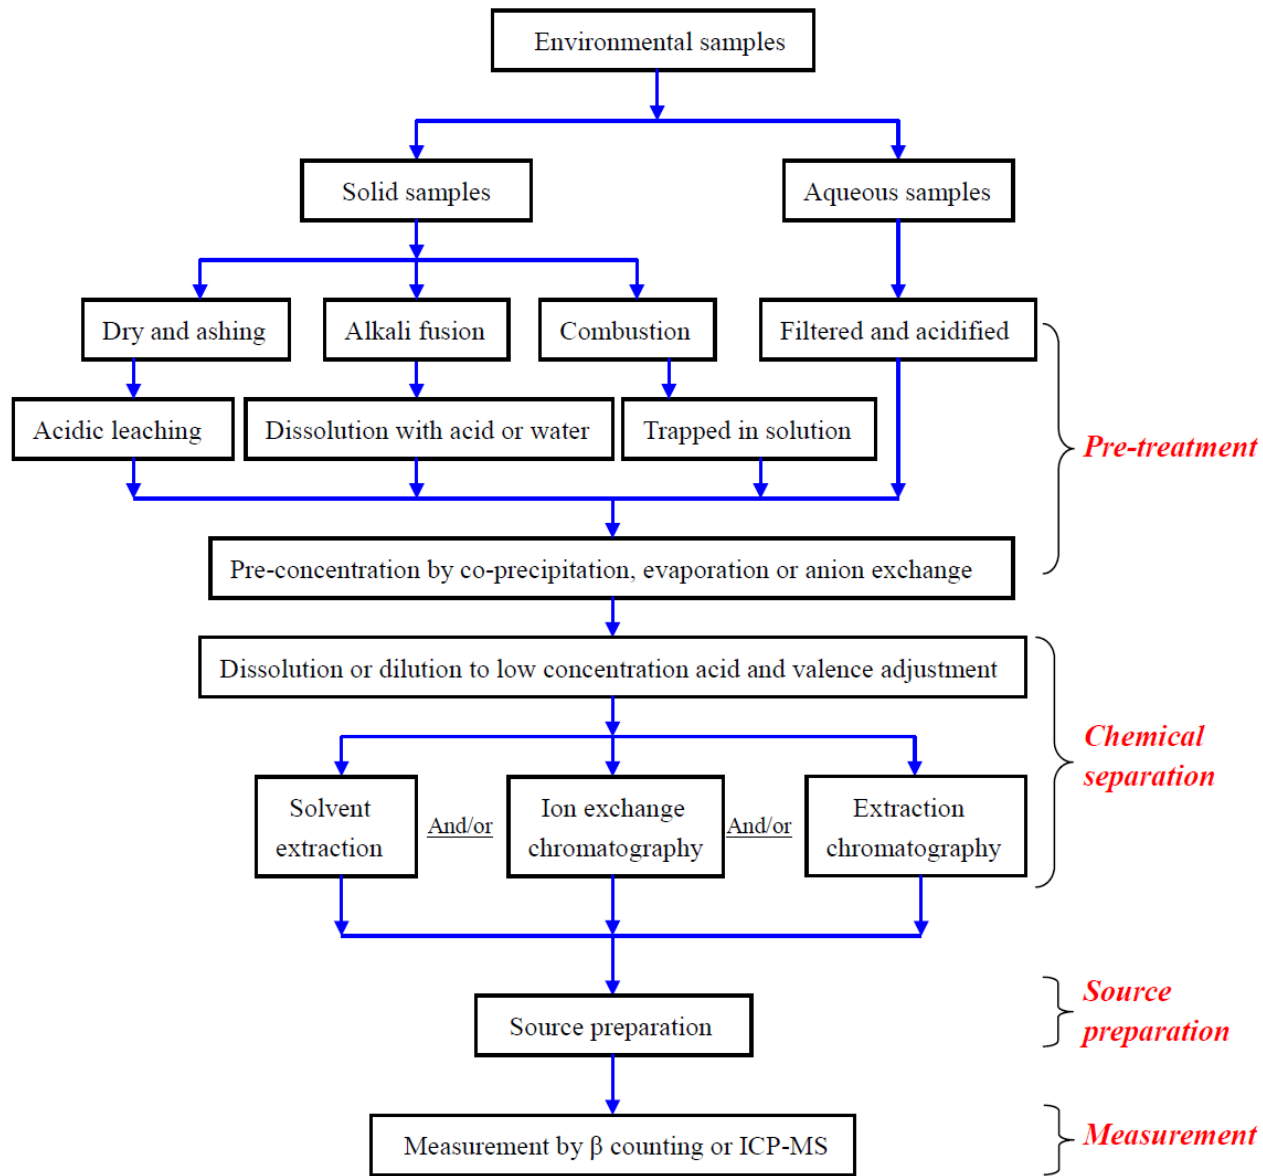 Environmental samples
Solid samples
Aqueous samples
Dry and ashing
Alkali fusion
Combustion
Filtered and acidified
Acidic leaching
Dissolution with acid or water
Trapped in solution
Pre-treatment
Pre-concentration by co-precipitation, evaporation or anion exchange
Dissolution or dilution to low concentration acid and valence adjustment
Chemical
separation
Solvent
extraction
And/or
Ion exchange
chromatography
And/or
Extraction
chromatography
Source preparation
Source
preparation
Measurement by β counting or ICP-MS
Measurement